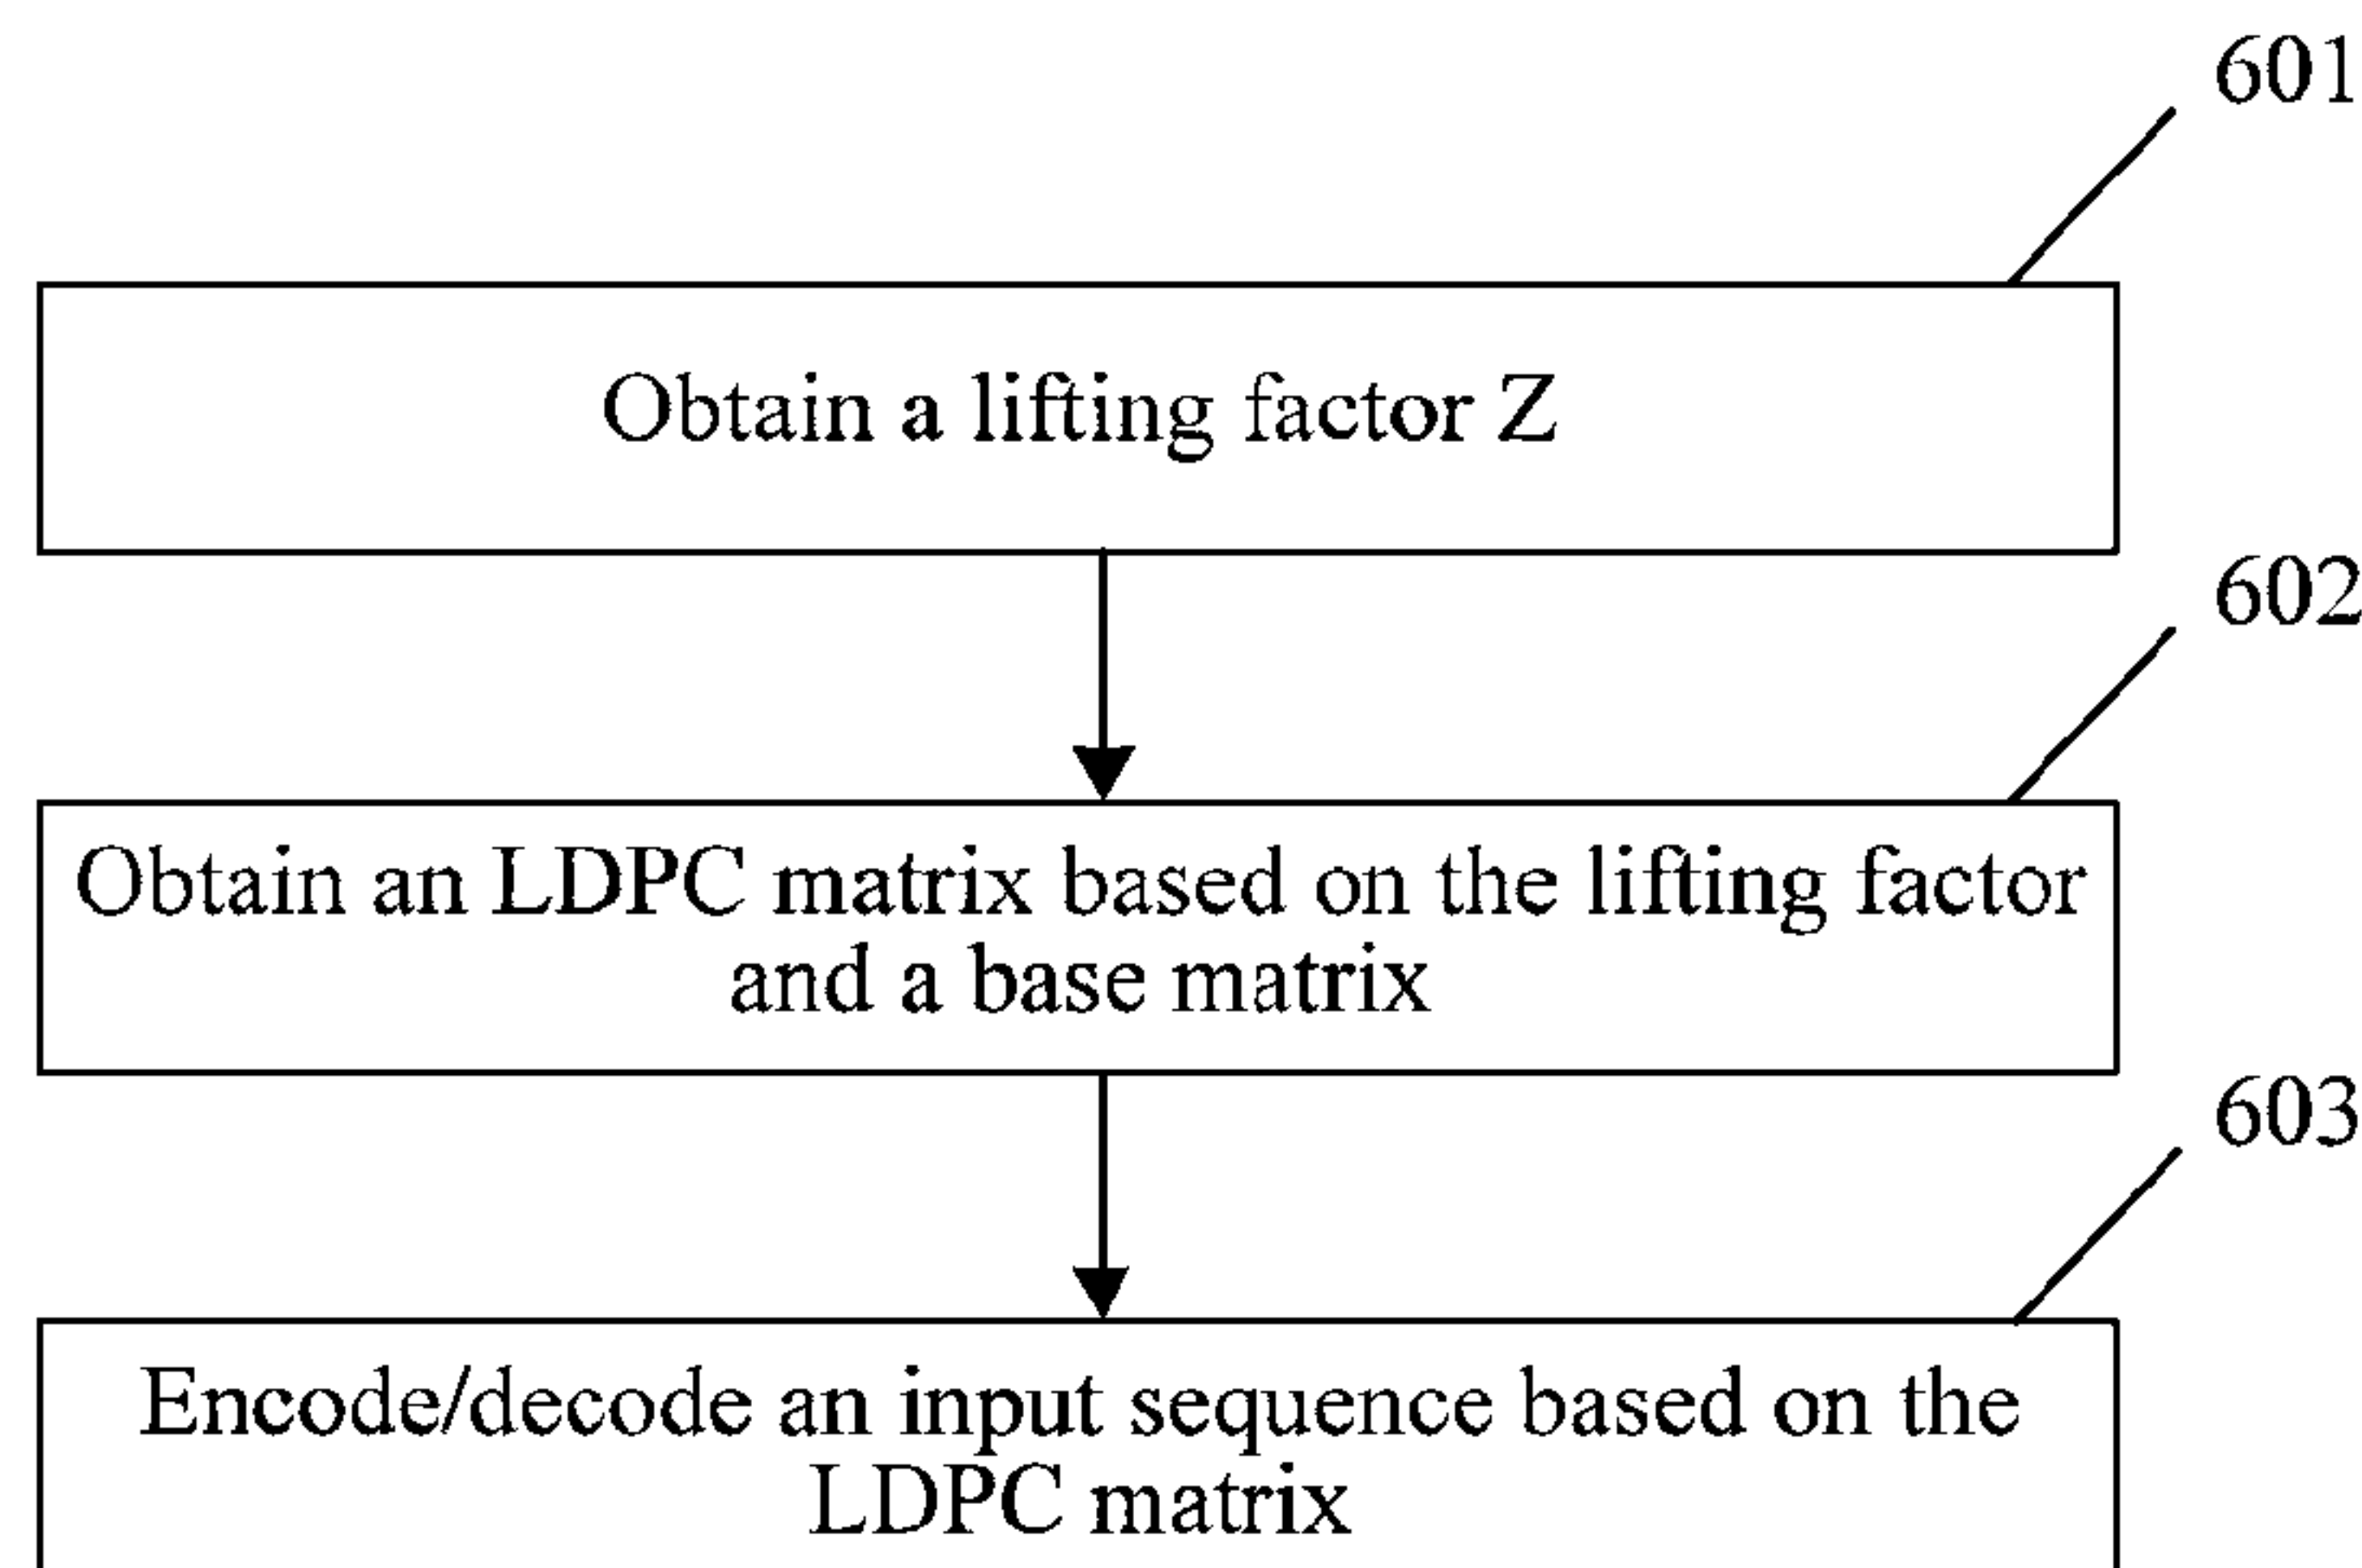 601
Obtain a lifting factor Z
602
Obtain an LDPC matrix based on the lifting factor
and a base matrix
603
Encode/decode an input sequence based on the
LDPC matrix